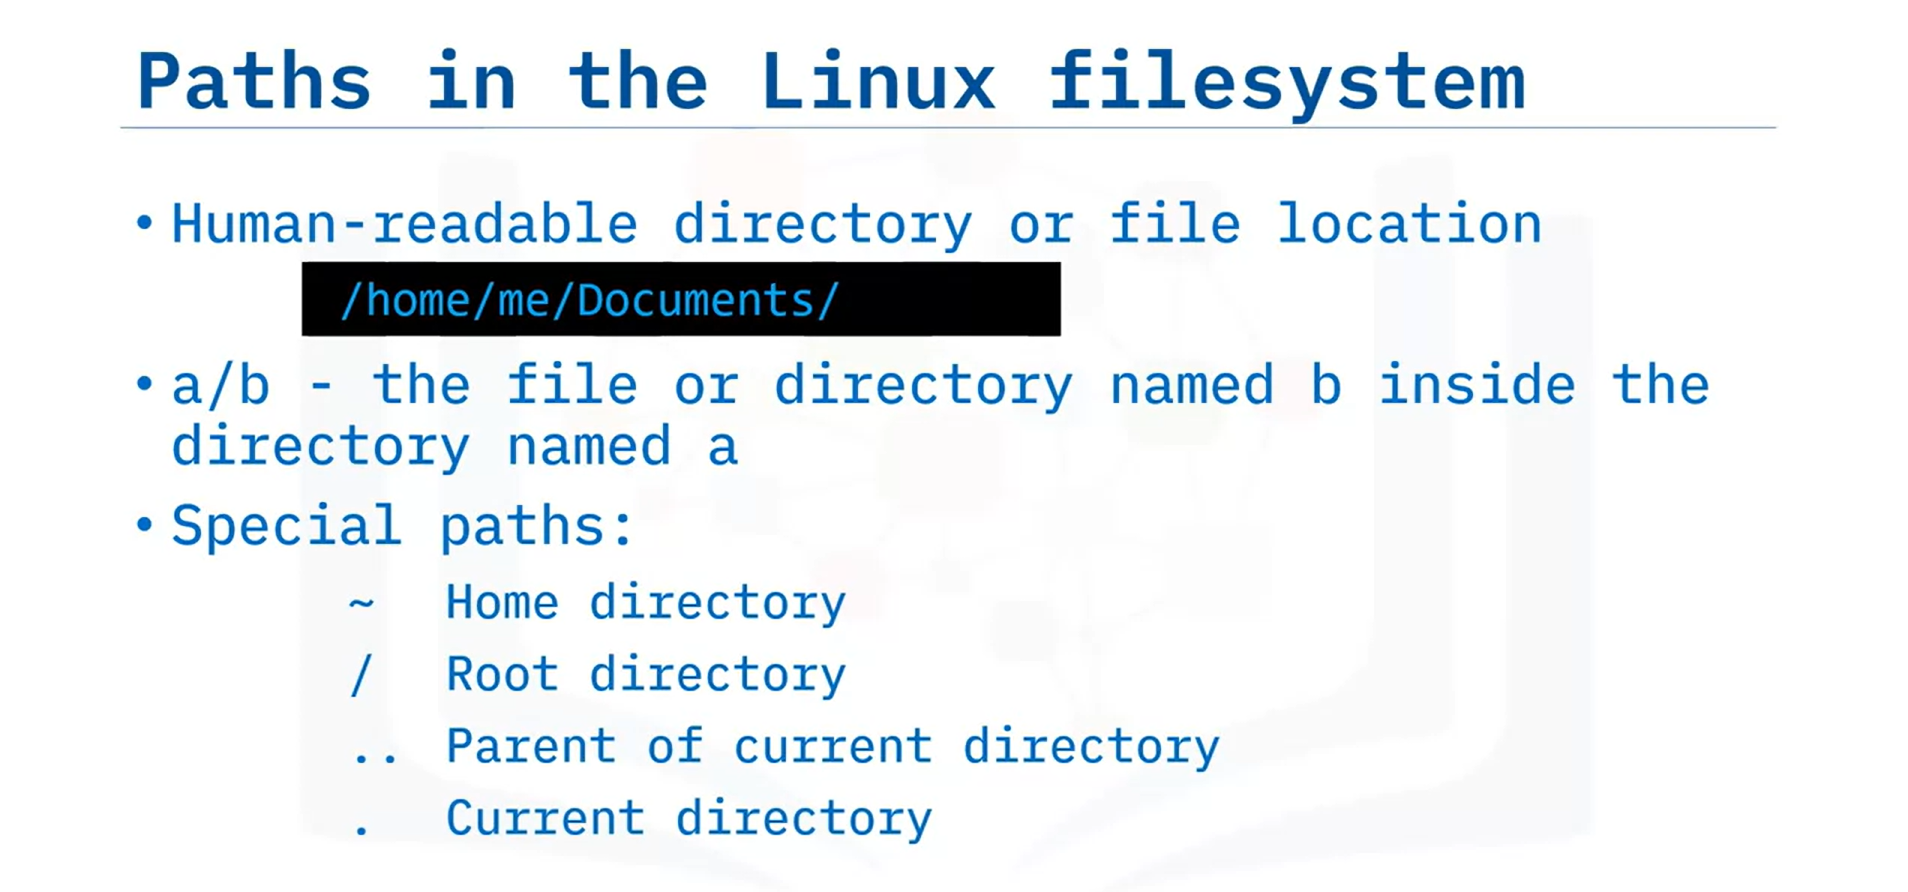 Paths in the Linux filesystem
• Human-readable directory or file location
/home/me/Documents/
• a/b - the file or directory named b inside the
directory named a
• Special paths:
~ Home directory
/ Root directory
.. Parent of current directory
. Current directory